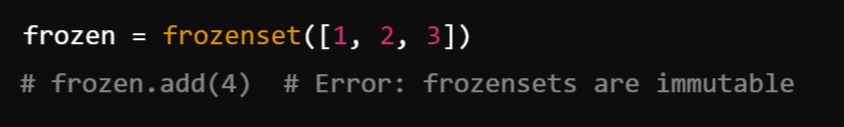 frozen = frozenset([1, 2, 3])
# frozen.add(4)  # Error: frozensets are immutable